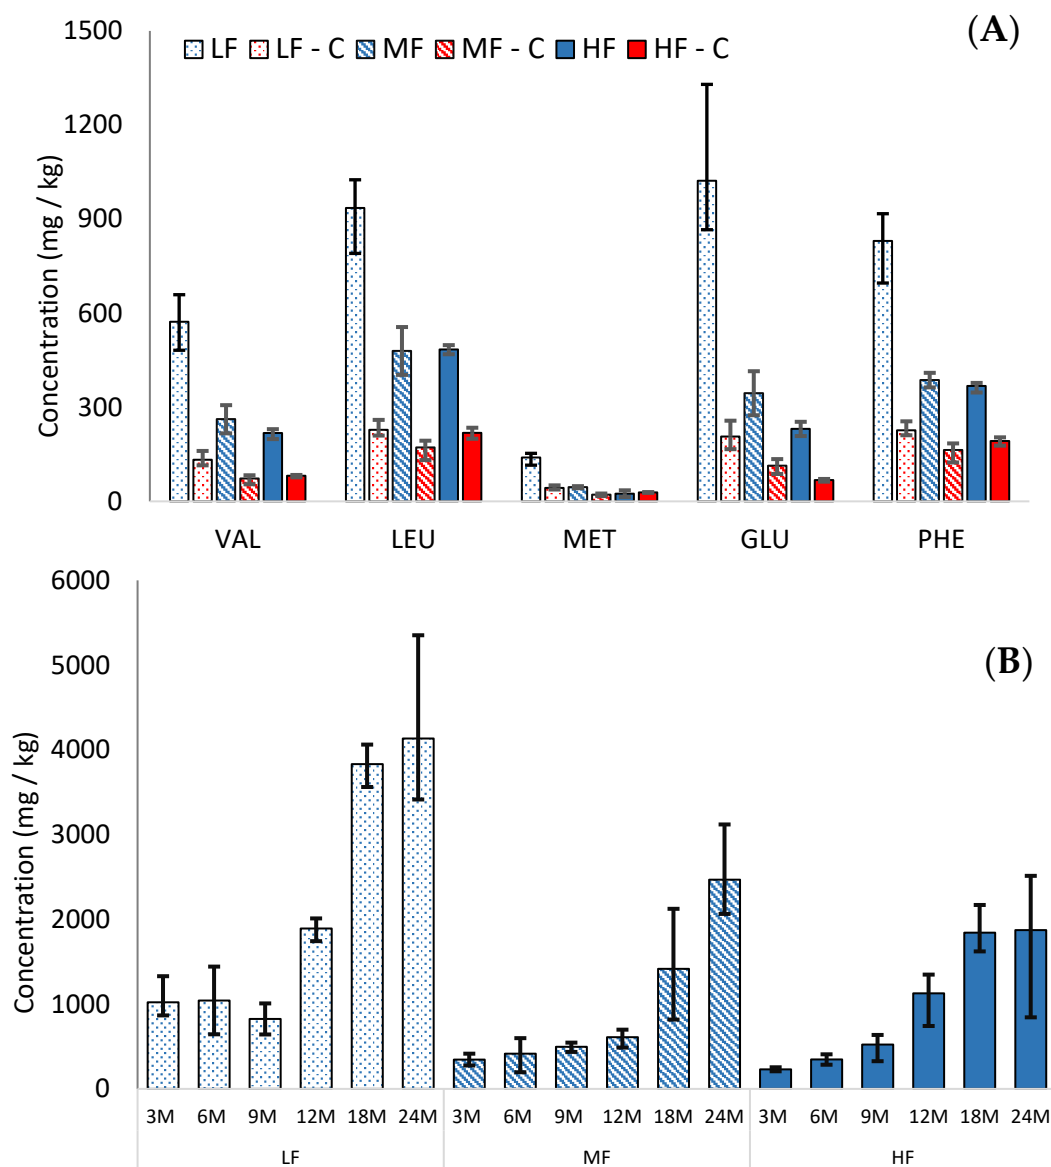 (A)
1500
1200
900
600
300
0
Concentration (mg / kg)
LF LF - C MF MF - C HF HF - C
VAL LEU MET GLU PHE
(B)
6000
5000
4000
3000
2000
1000
0
Concentration (mg / kg)
3M 6M 9M 12M 18M 24M 3M 6M 9M 12M 18M 24M 3M 6M 9M 12M 18M 24M
LF MF HF